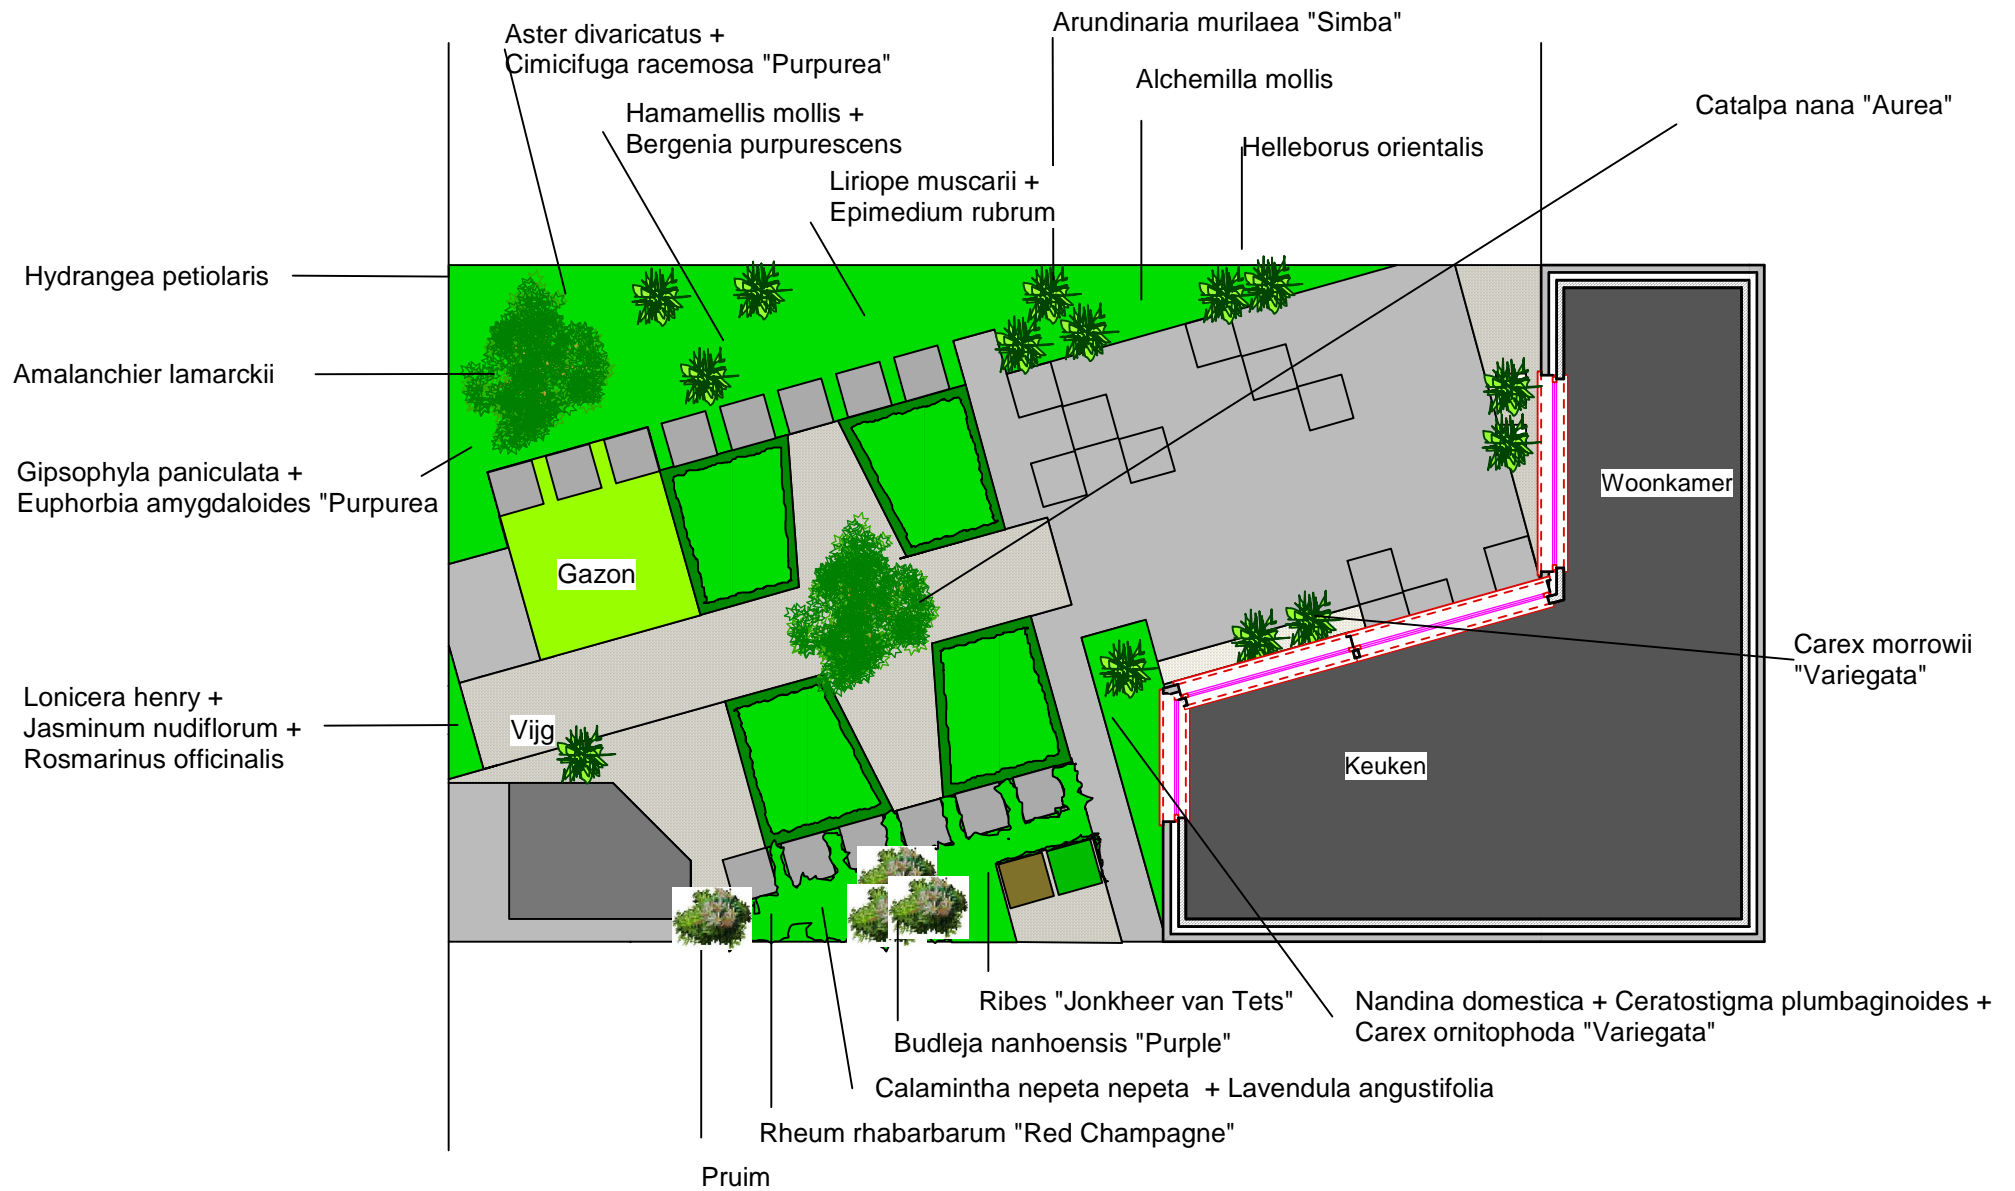 Arundinaria murilaea "Simba"
Aster divaricatus +
Cimicifuga racemosa "Purpurea"
Alchemilla mollis
Catalpa nana "Aurea"
Hamamellis mollis +
Bergenia purpurescens
Helleborus orientalis
Liriope muscarii +
Epimedium rubrum
Hydrangea petiolaris
Amalanchier lamarckii
Gipsophyla paniculata +
Euphorbia amygdaloides "Purpurea
Woonkamer
Gazon
Carex morrowii
"Variegata"
Lonicera henry +
Jasminum nudiflorum +
Rosmarinus officinalis
Vijg
Keuken
Ribes "Jonkheer van Tets"
Nandina domestica + Ceratostigma plumbaginoides +
Carex ornitophoda "Variegata"
Budleja nanhoensis "Purple"
Calamintha nepeta nepeta  + Lavendula angustifolia
Rheum rhabarbarum "Red Champagne"
Pruim